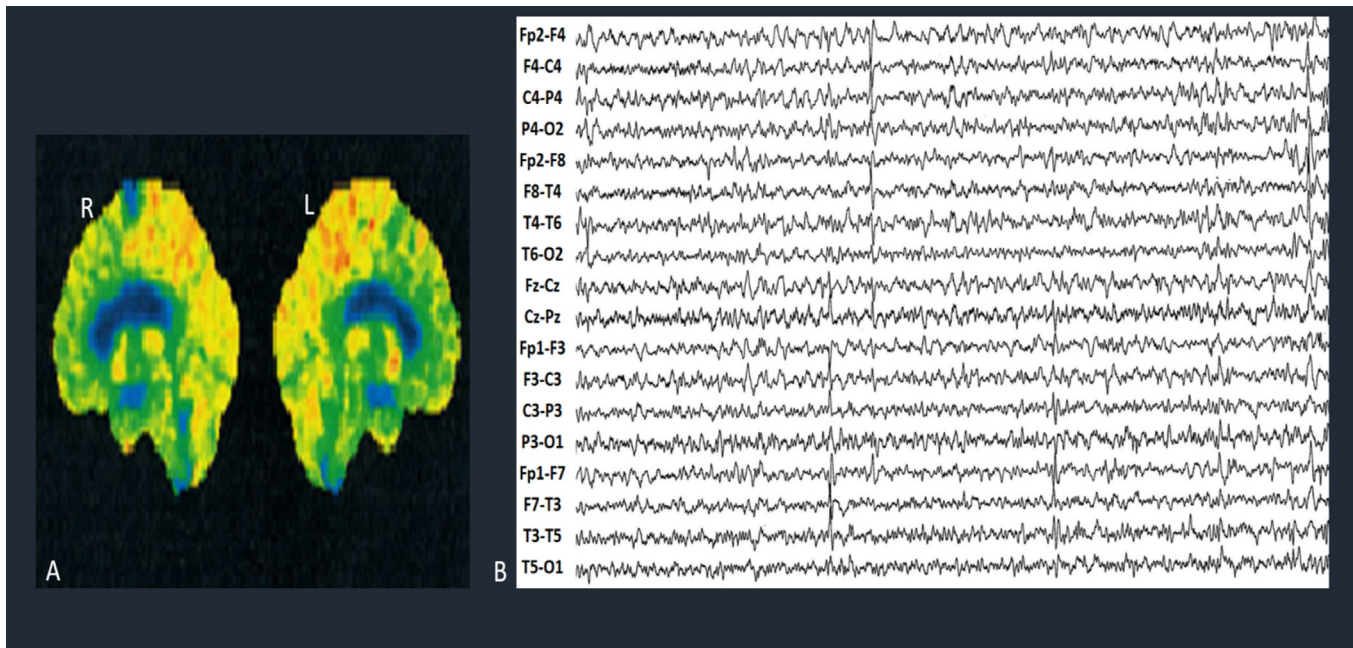 R
L
A
B
Fp2-F4
F4-C4
C4-P4
P4-O2
Fp2-F8
F8-T4
T4-T6
T6-O2
Fz-Cz
Cz-Pz
Fp1-F3
F3-C3
C3-P3
P3-O1
Fp1-F7
F7-T3
T3-T5
T5-O1